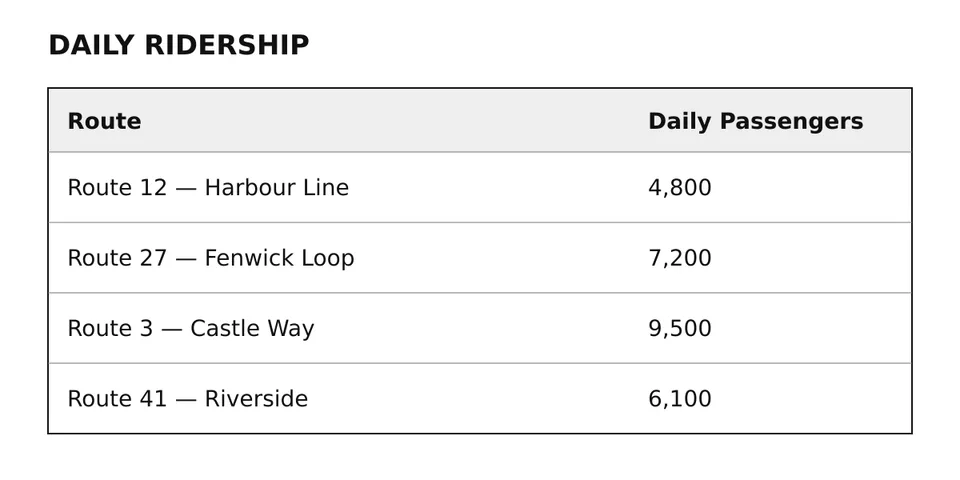 DAILY RIDERSHIP
Route Daily Passengers
Route 12 — Harbour Line 4,800
Route 27 — Fenwick Loop 7,200
Route 3 — Castle Way 9,500
Route 41 — Riverside 6,100